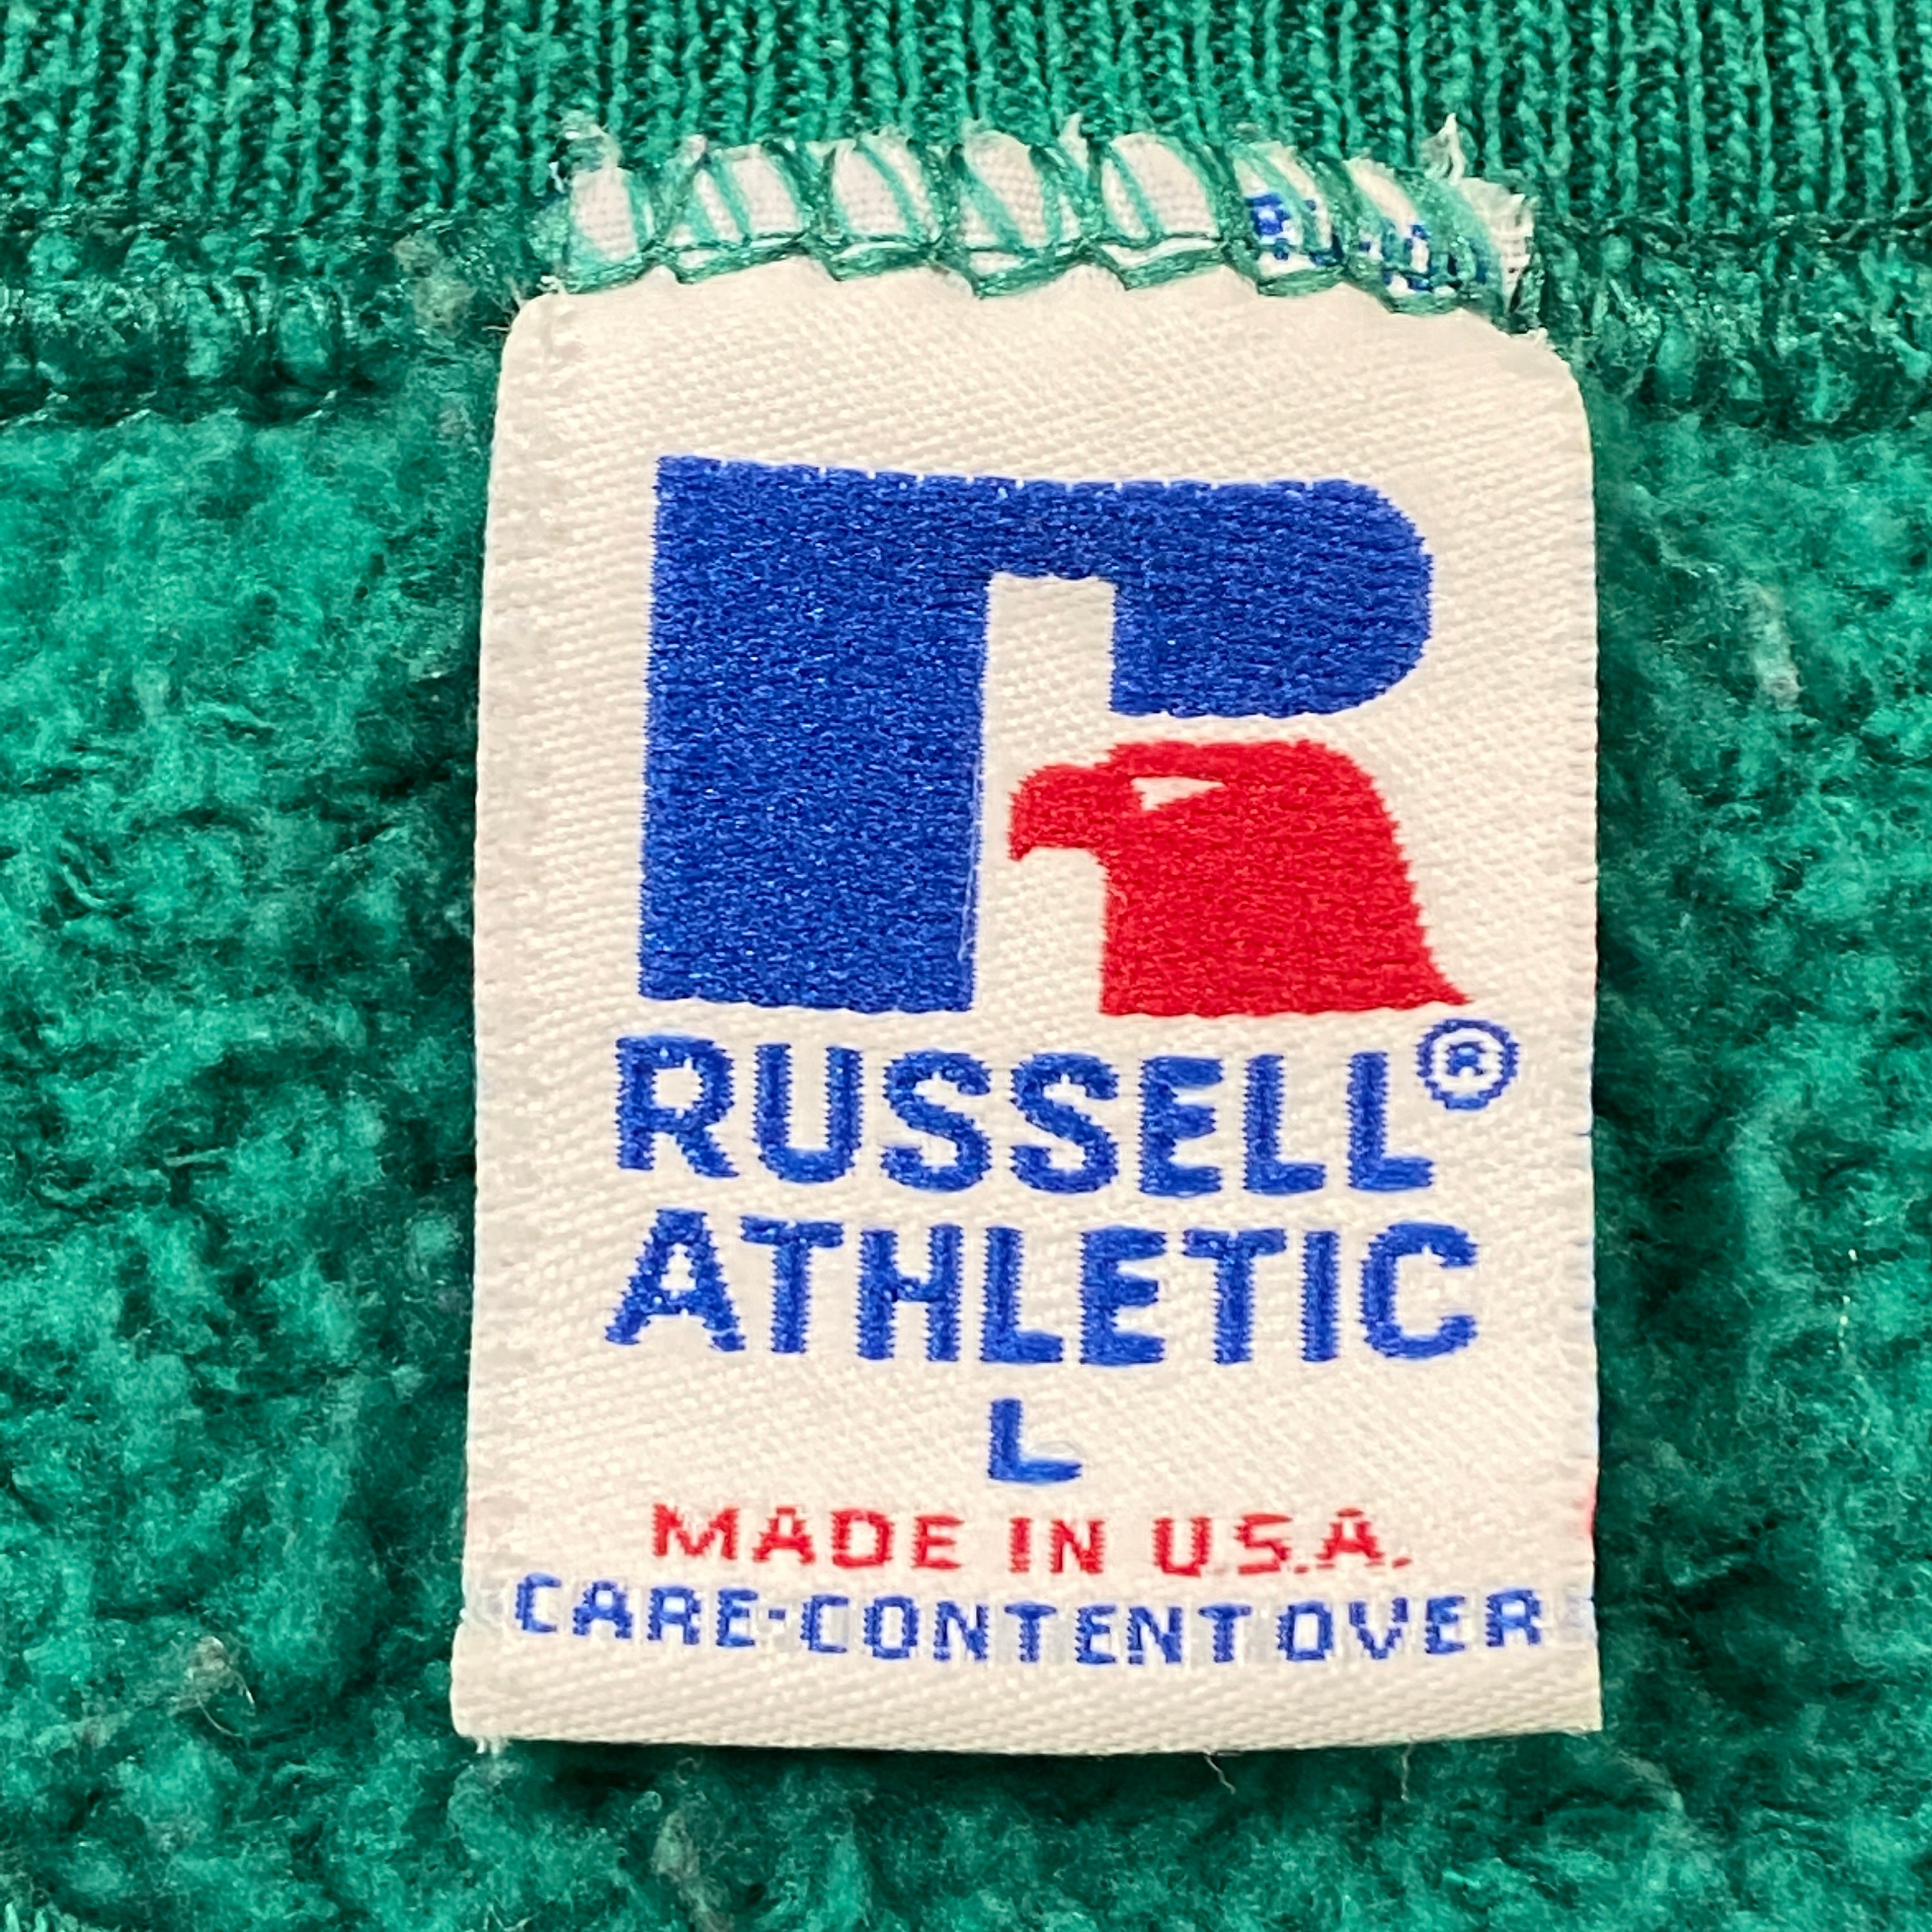 RUSSELL®
ATHLETIC
L
MADE IN U.S.A.
CARE·CONTENT OVER